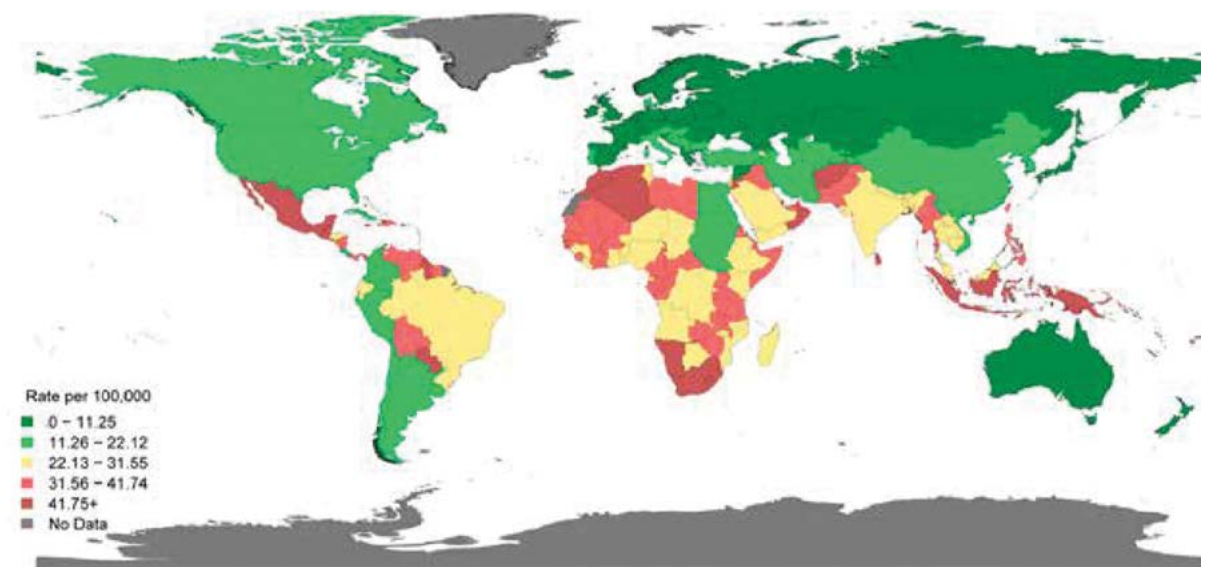 Rate per 100,000
.0 – 11.25
11.26 – 22.12
22.13 – 31.55
31.56 – 41.74
41.75+
No Data